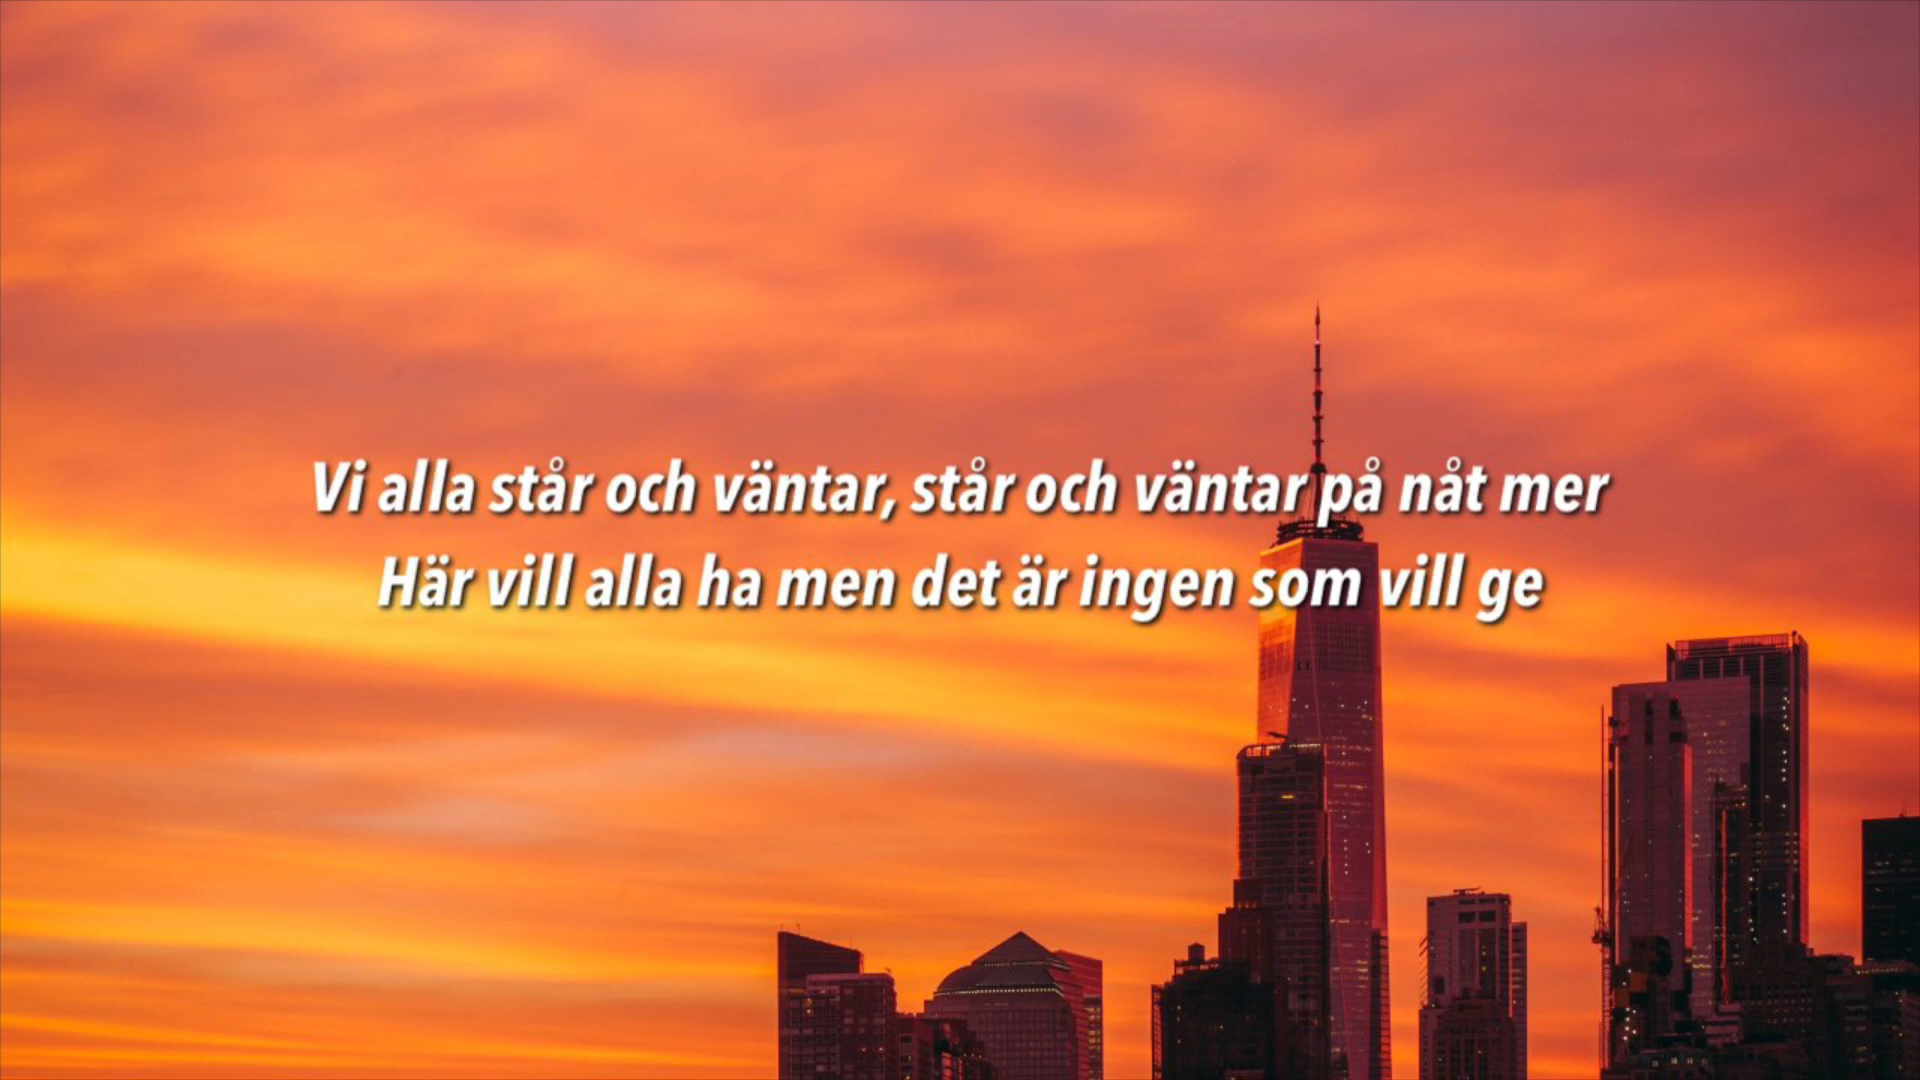 Vi alla står och väntar, står och väntar på nåt mer
Här vill alla ha men det är ingen som vill ge